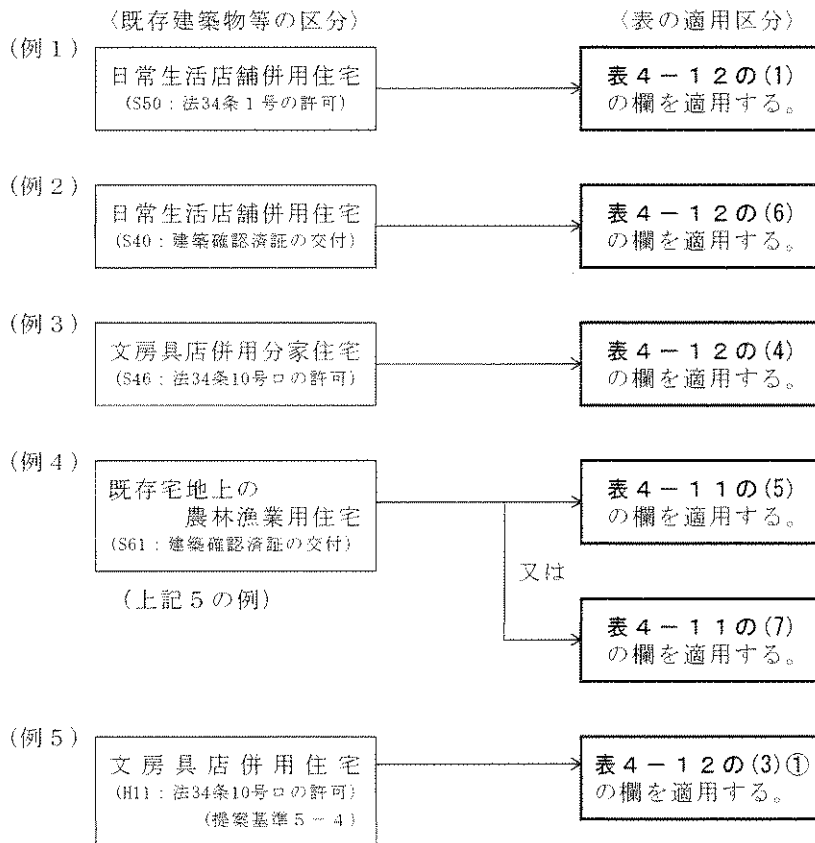 〈既存建築物等の区分〉
〈表の適用区分〉
(例１)
日常生活店舗併用住宅
(S50：法34条１号の許可)
表４－１２の(1)
の欄を適用する。
(例２)
日常生活店舗併用住宅
(S40：建築確認済証の交付)
表４－１２の(6)
の欄を適用する。
(例３)
文房具店併用分家住宅
(S46：法34条10号ロの許可)
表４－１２の(4)
の欄を適用する。
(例４)
既存宅地上の
農林漁業用住宅
(S61：建築確認済証の交付)
(上記５の例)
表４－１１の(5)
の欄を適用する。
又は
表４－１１の(7)
の欄を適用する。
(例５)
文房具店併用住宅
(H11：法34条10号ロの許可)
(提案基準５－４)
表４－１２の(3)①
の欄を適用する。